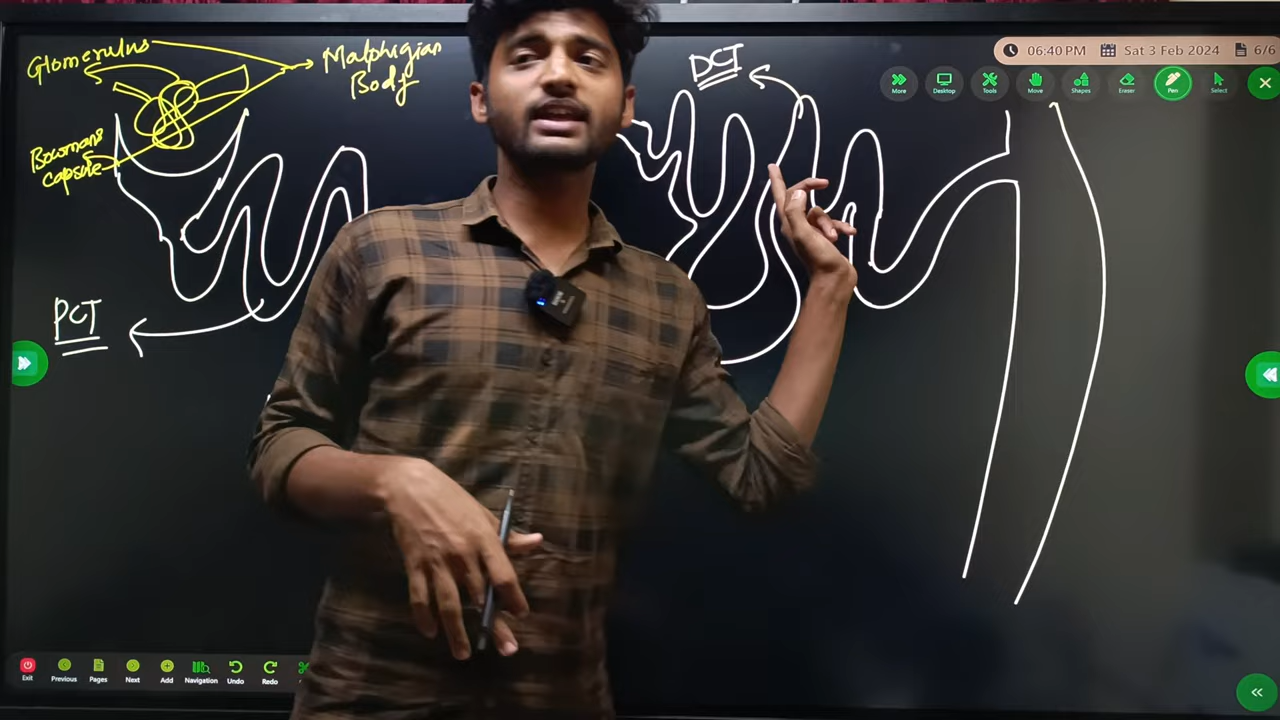 Glomerulus
Malphigian
Body
Bowmans
capsule
PCT
DCT
06:40 PM
Sat 3 Feb 2024
6/6
More
Desktop
Tools
Move
Shapes
Eraser
Pen
Select
Exit
Previous
Pages
Next
Add
Navigation
Undo
Redo